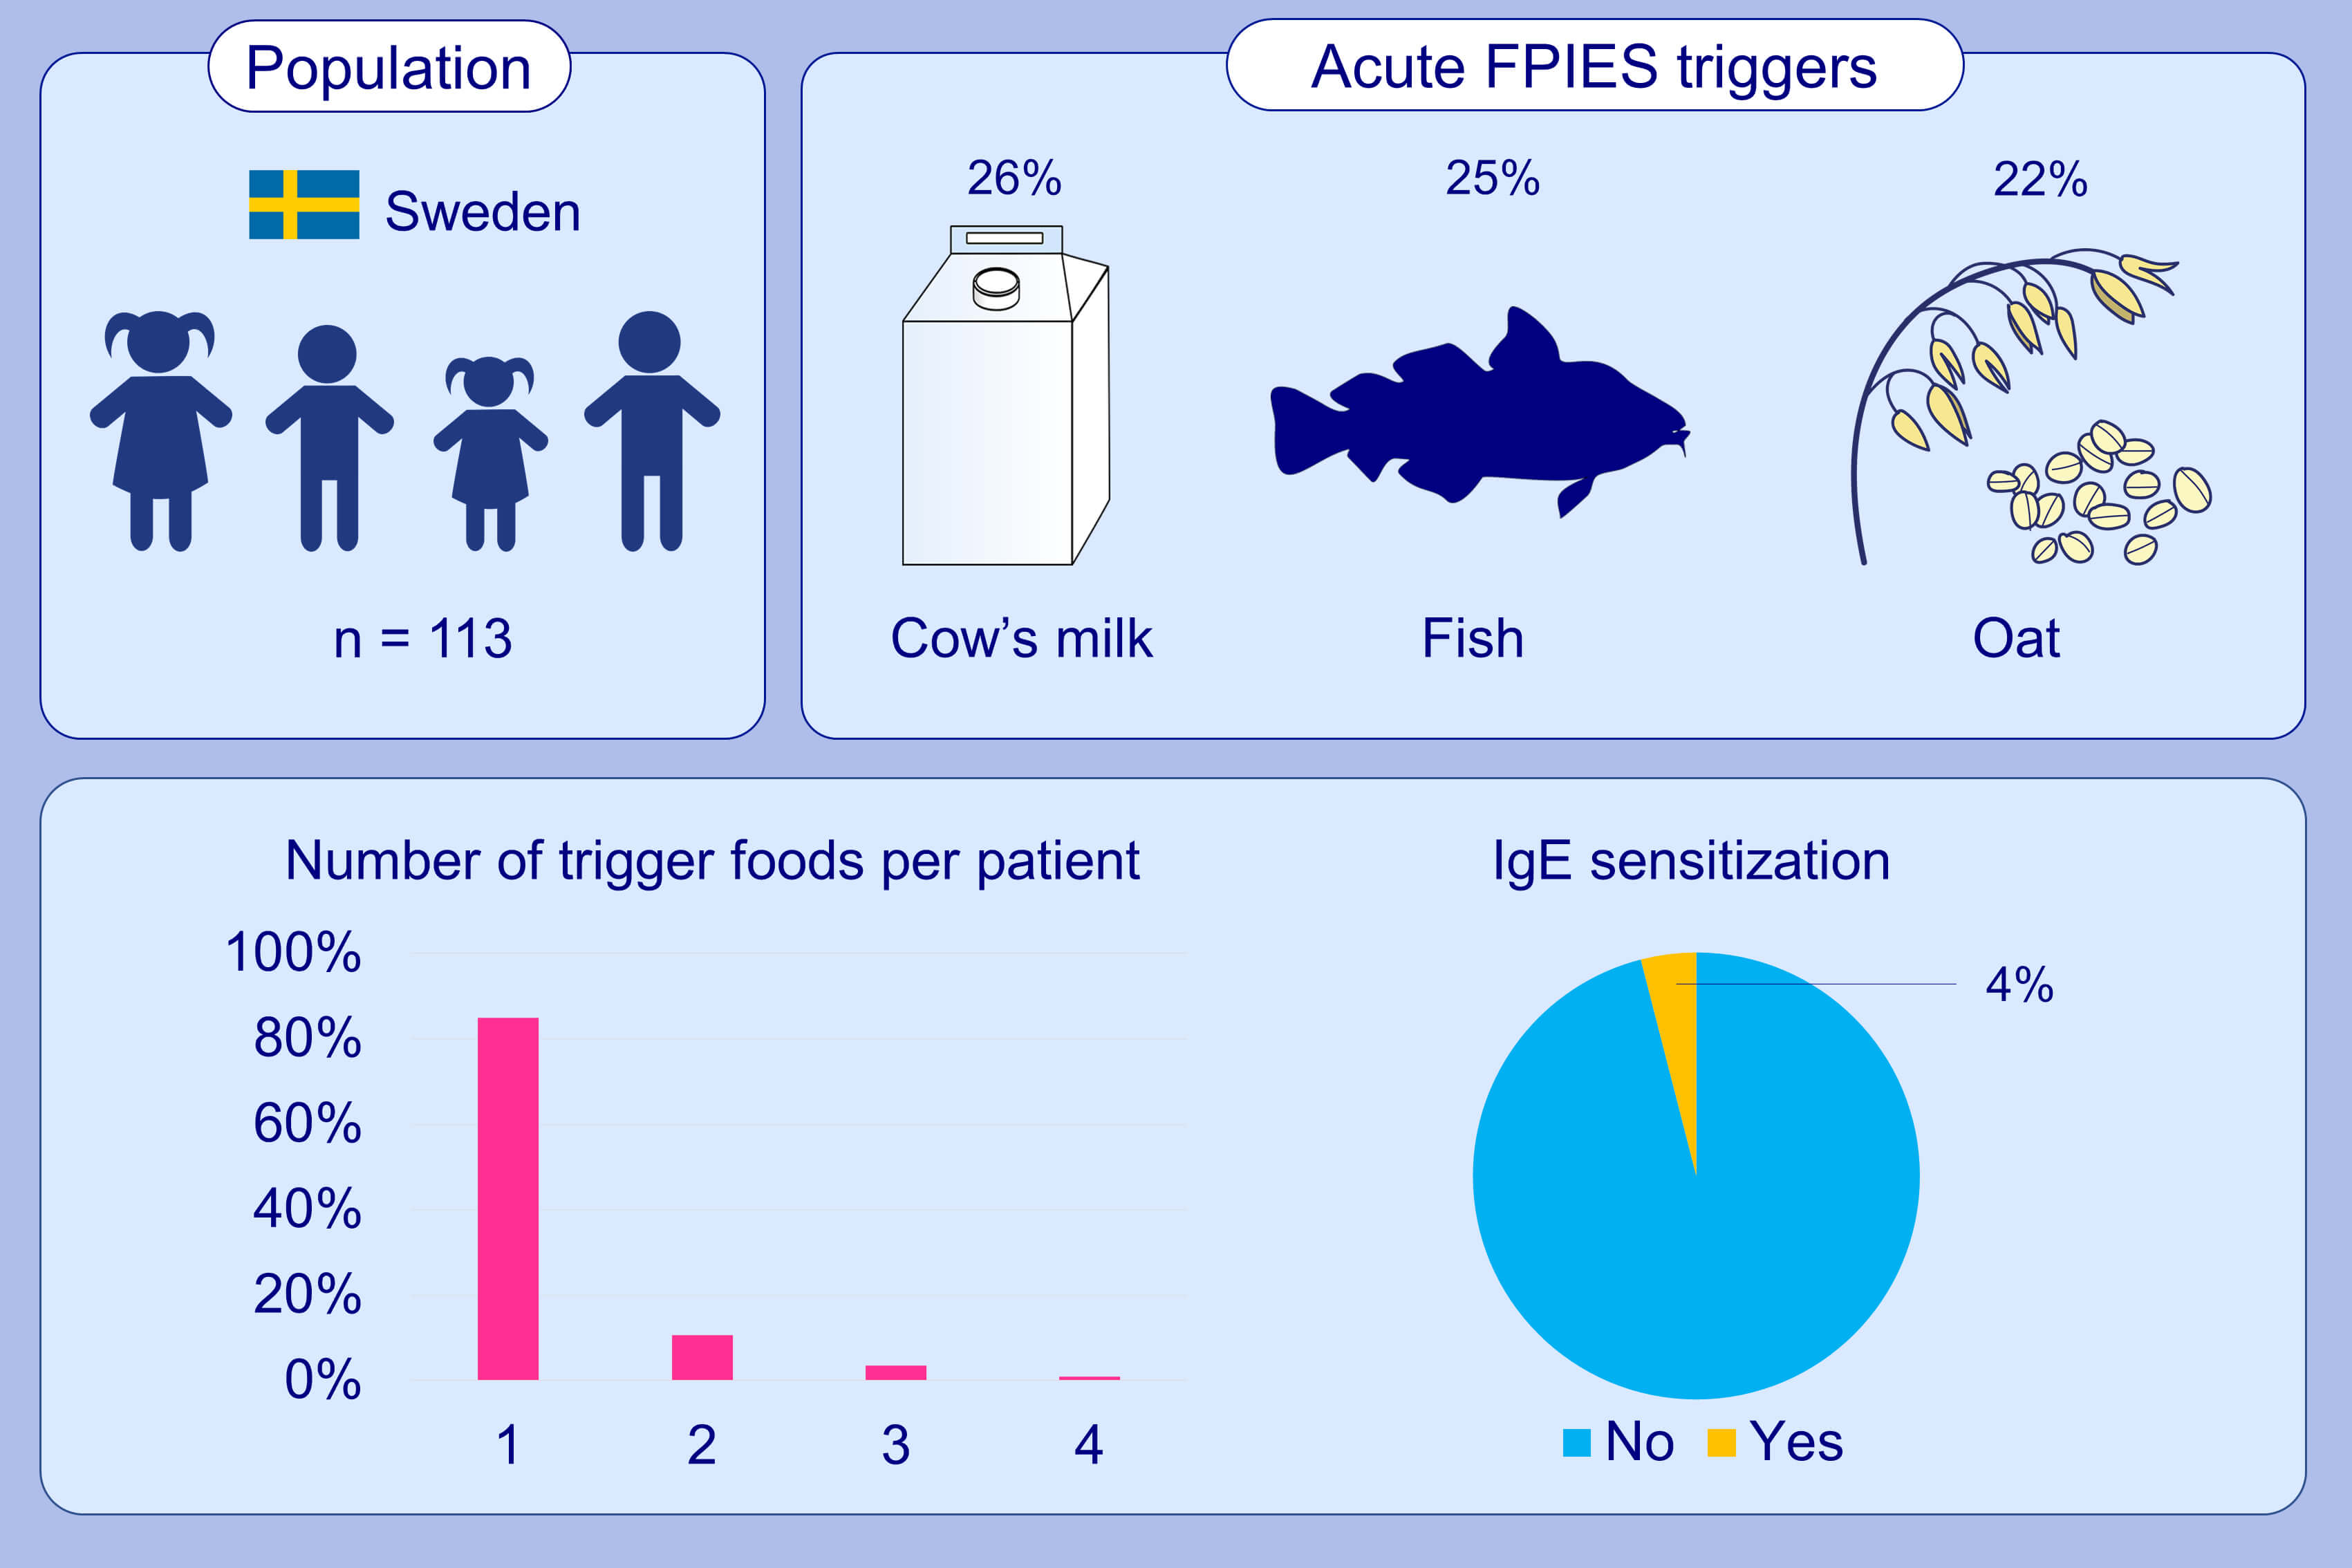 Population
Sweden
n = 113
Acute FPIES triggers
26%
25%
22%
Cow’s milk
Fish
Oat
Number of trigger foods per patient
100%
80%
60%
40%
20%
0%
1
2
3
4
IgE sensitization
4%
No
Yes